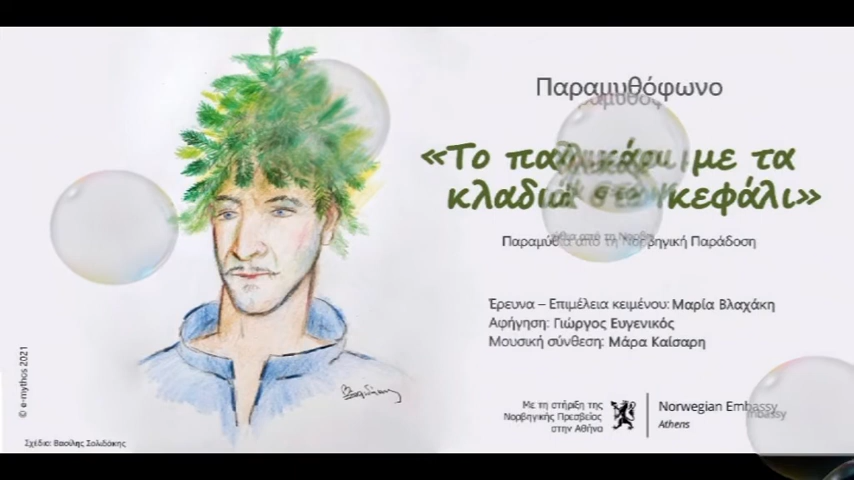 Παραμυθόφωνο
«Το παλικάρι με τα
κλαδιά στο κεφάλι»
Παραμύθια από τη Νορβηγική Παράδοση
Έρευνα – Επιμέλεια κειμένου: Μαρία Βλαχάκη
Αφήγηση: Γιώργος Ευγενικός
Μουσική σύνθεση: Μάρα Καίσαρη
Με τη στήριξη της
Νορβηγικής Πρεσβείας
στην Αθήνα
Norwegian Embassy
Athens
© e-mythos 2021
Σχέδιο: Βασίλης Σολιδάκης